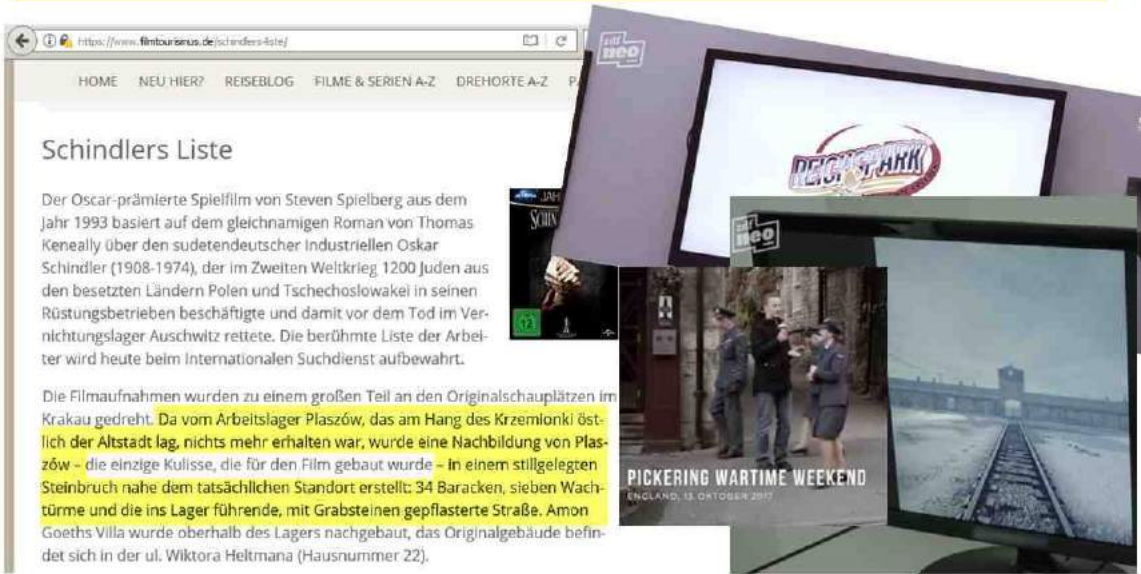 https://www.filmtourismus.de/schindlers-liste/
HOME NEU HIER? REISEBLOG FILME & SERIEN A-Z DREHORTE A-Z
Schindlers Liste
Der Oscar-prämierte Spielfilm von Steven Spielberg aus dem
Jahr 1993 basiert auf dem gleichnamigen Roman von Thomas
Keneally über den sudetendeutscher Industriellen Oskar
Schindler (1908-1974), der im Zweiten Weltkrieg 1200 Juden aus
den besetzten Ländern Polen und Tschechoslowakei in seinen
Rüstungsbetrieben beschäftigte und damit vor dem Tod im Ver-
nichtungslager Auschwitz rettete. Die berühmte Liste der Arbei-
ter wird heute beim Internationalen Suchdienst aufbewahrt.
Die Filmaufnahmen wurden zu einem großen Teil an den Originalschauplätzen im
Krakau gedreht. Da vom Arbeitslager Plaszów, das am Hang des Krzemionki öst-
lich der Altstadt lag, nichts mehr erhalten war, wurde eine Nachbildung von Plas-
zów – die einzige Kulisse, die für den Film gebaut wurde – in einem stillgelegten
Steinbruch nahe dem tatsächlichen Standort erstellt: 34 Baracken, sieben Wach-
türme und die ins Lager führende, mit Grabsteinen gepflasterte Straße. Amon
Goeths Villa wurde oberhalb des Lagers nachgebaut, das Originalgebäude befin-
det sich in der ul. Wiktora Heltmana (Hausnummer 22).
JAH
SCHIN
12
zdf
neo
REICHSPARK
zdf
neo
PICKERING WARTIME WEEKEND
ENGLAND, 13. OKTOBER 2017